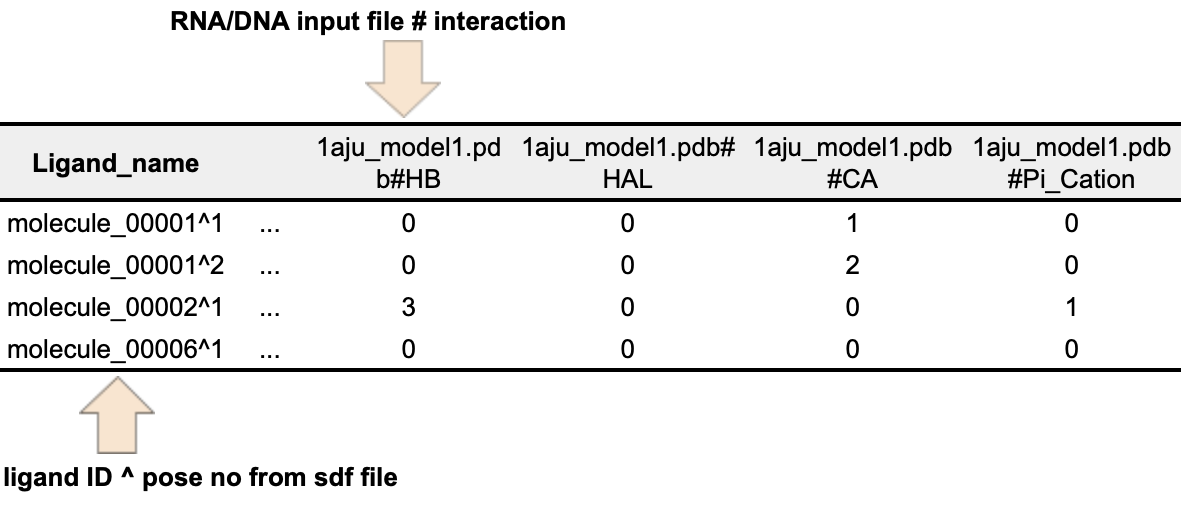 RNA/DNA input file # interaction
Ligand_name 1aju_model1.pd 1aju_model1.pdb# 1aju_model1.pdb 1aju_model1.pdb
b#HB HAL #CA #Pi_Cation
molecule_00001^1 ... 0 0 1 0
molecule_00001^2 ... 0 0 2 0
molecule_00002^1 ... 3 0 0 1
molecule_00006^1 ... 0 0 0 0
ligand ID ^ pose no from sdf file